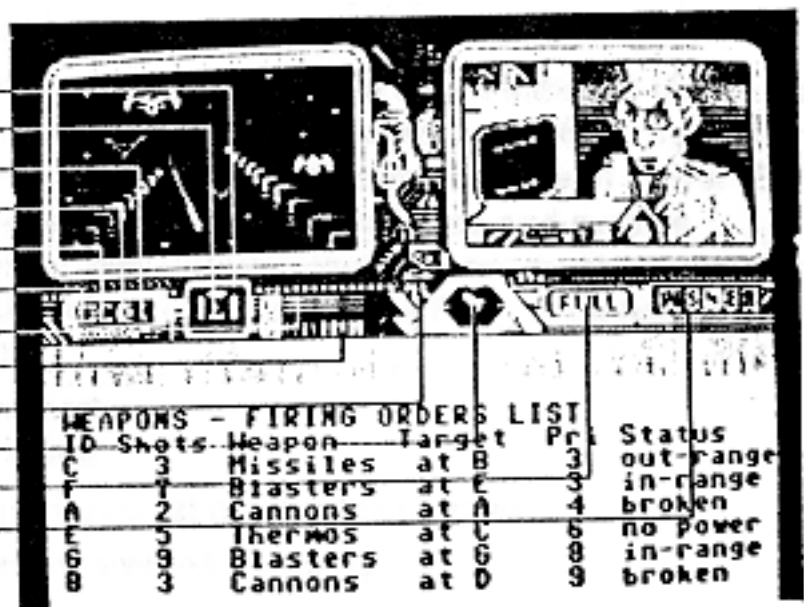 FULL
WEAPONS - FIRING ORDERS LIST
ID Shots Weapon Target Pri Status
C 3 Missiles at B 3 out-range
F 7 Blasters at E 3 in-range
A 2 Cannons at A 4 broken
E 5 Thermos at C 6 no power
G 9 Blasters at G 8 in-range
B 3 Cannons at D 9 broken